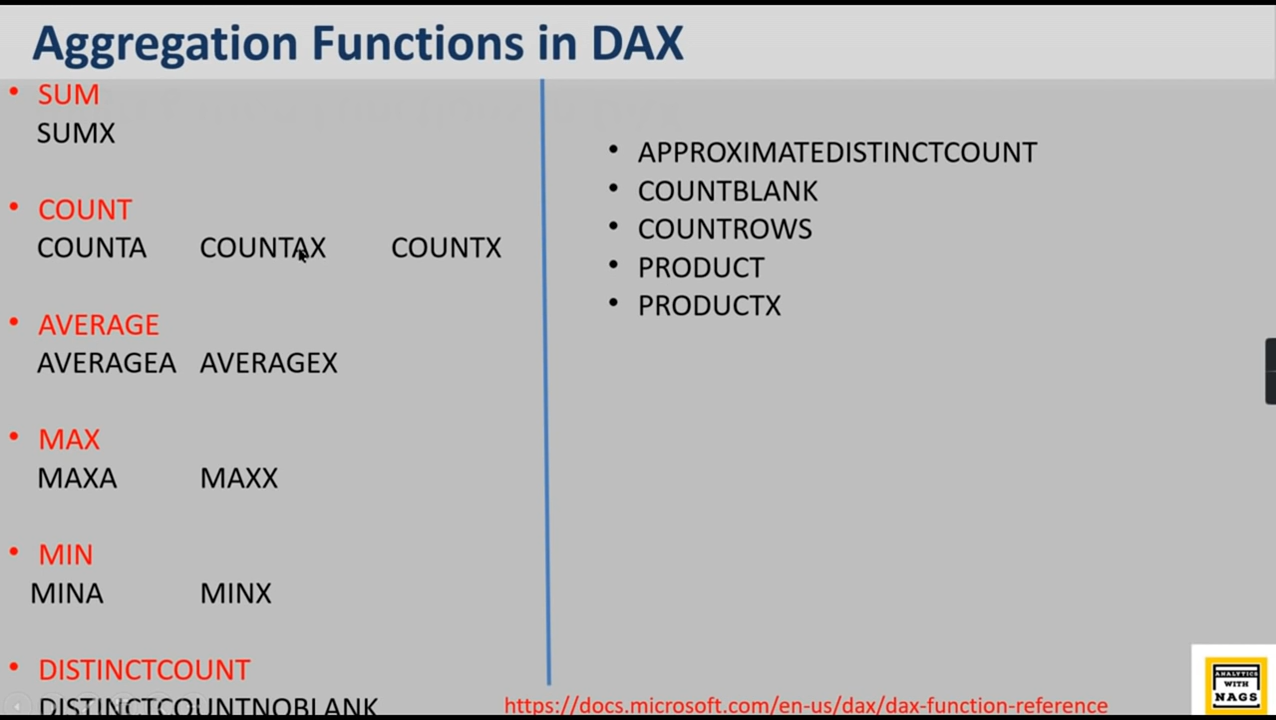 Aggregation Functions in DAX
• SUM
SUMX
• COUNT
COUNTA COUNTAX COUNTX
• AVERAGE
AVERAGEA AVERAGEX
• MAX
MAXA MAXX
• MIN
MINA MINX
• DISTINCTCOUNT
DISTINCTCOUNTNOBLANK
• APPROXIMATEDISTINCTCOUNT
• COUNTBLANK
• COUNTROWS
• PRODUCT
• PRODUCTX
https://docs.microsoft.com/en-us/dax/dax-function-reference
ANALYTICS
WITH
NAGS